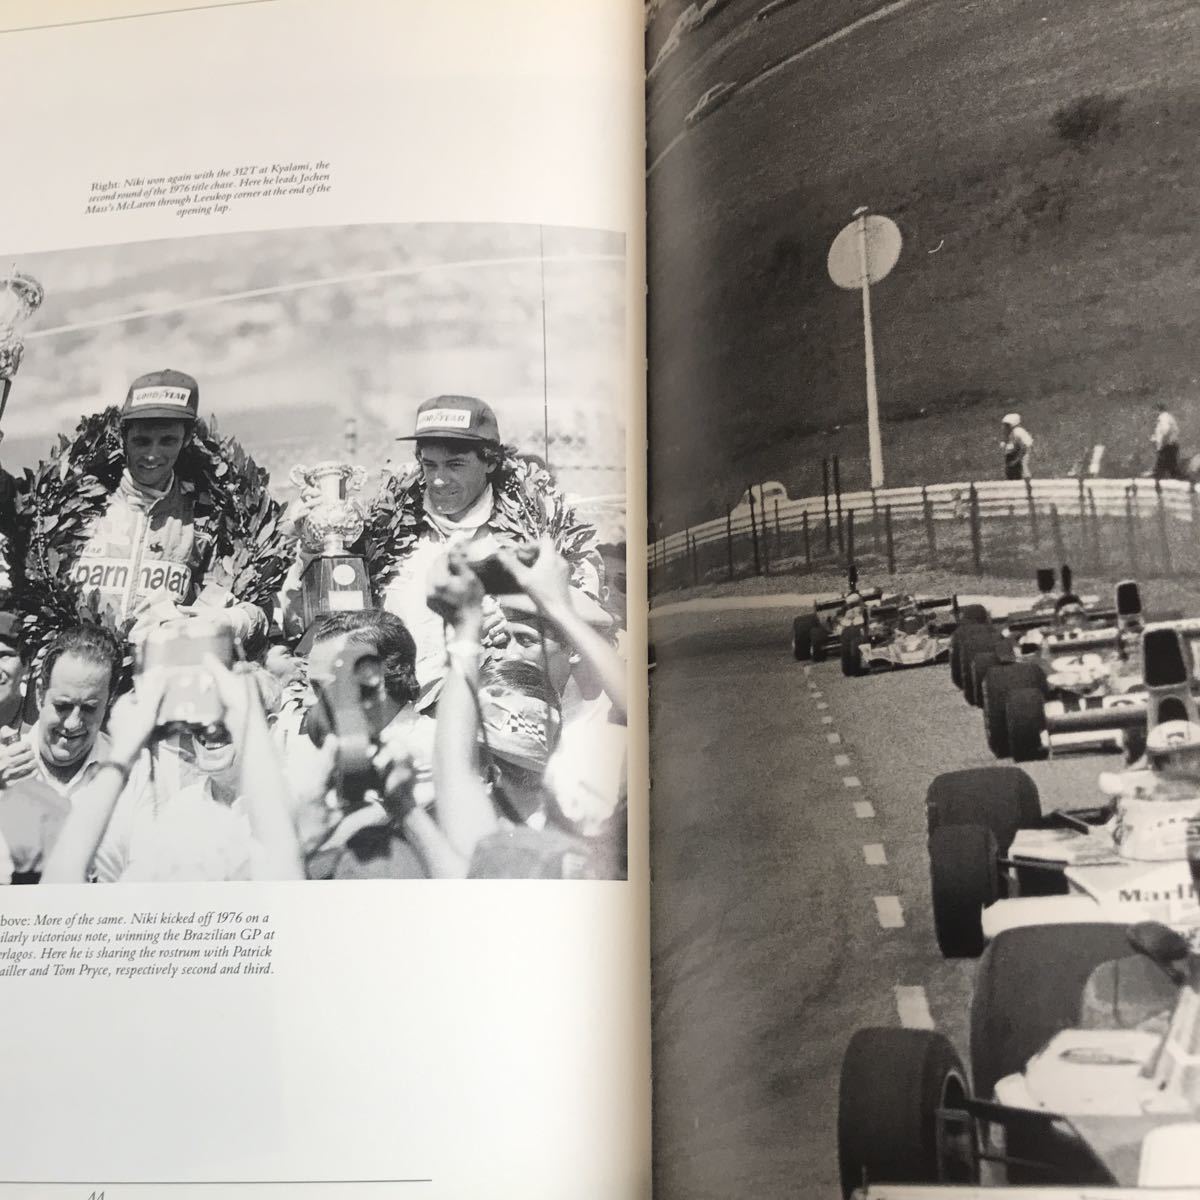 Right: Niki won again with the 312T at Kyalami, the
second round of the 1976 title chase. Here he leads Jochen
Mass's McLaren through Leeukop corner at the end of the
opening lap.
GOOD YEAR
GOOD YEAR
parmalat
bove: More of the same. Niki kicked off 1976 on a
ilarly victorious note, winning the Brazilian GP at
erlagos. Here he is sharing the rostrum with Patrick
ailler and Tom Pryce, respectively second and third.
Marl
44